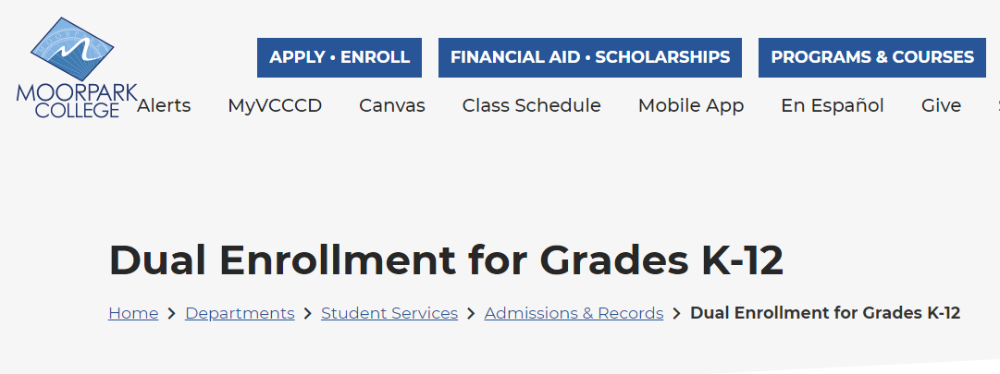 APPLY • ENROLL FINANCIAL AID • SCHOLARSHIPS PROGRAMS & COURSES
MOORPARK
COLLEGE
Alerts MyVCCCD Canvas Class Schedule Mobile App En Español Give
Dual Enrollment for Grades K-12
Home > Departments > Student Services > Admissions & Records > Dual Enrollment for Grades K-12